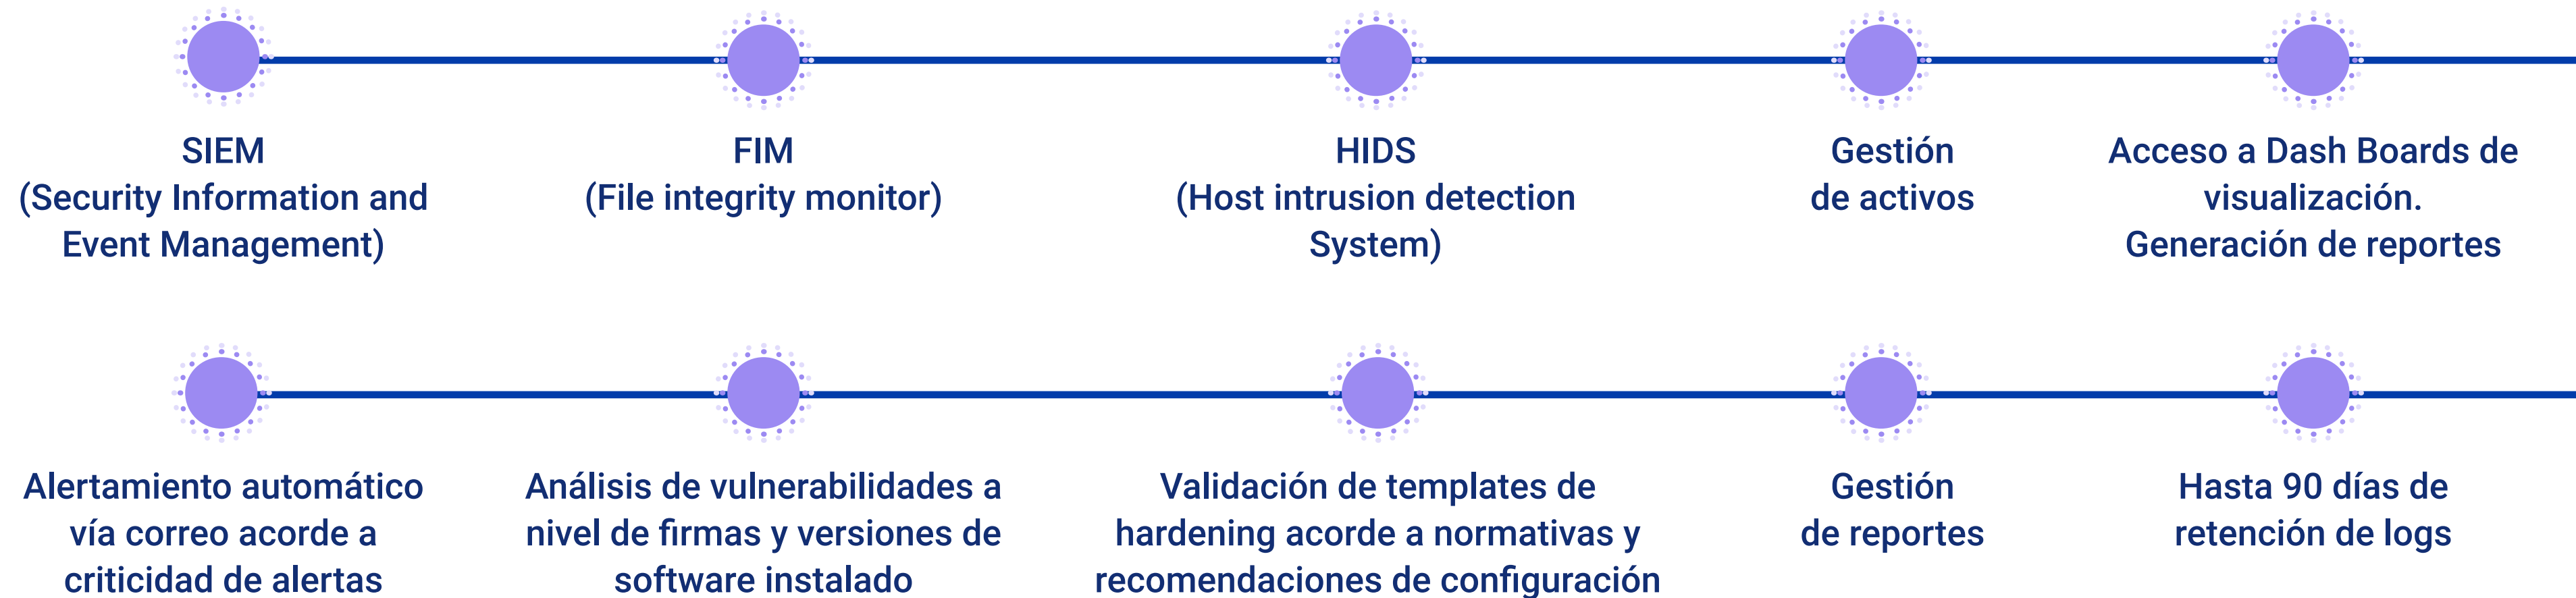 SIEM
(Security Information and
Event Management)
FIM
(File integrity monitor)
HIDS
(Host intrusion detection
System)
Gestión
de activos
Acceso a Dash Boards de
visualización.
Generación de reportes
Alertamiento automático
vía correo acorde a
criticidad de alertas
Análisis de vulnerabilidades a
nivel de firmas y versiones de
software instalado
Validación de templates de
hardening acorde a normativas y
recomendaciones de configuración
Gestión
de reportes
Hasta 90 días de
retención de logs